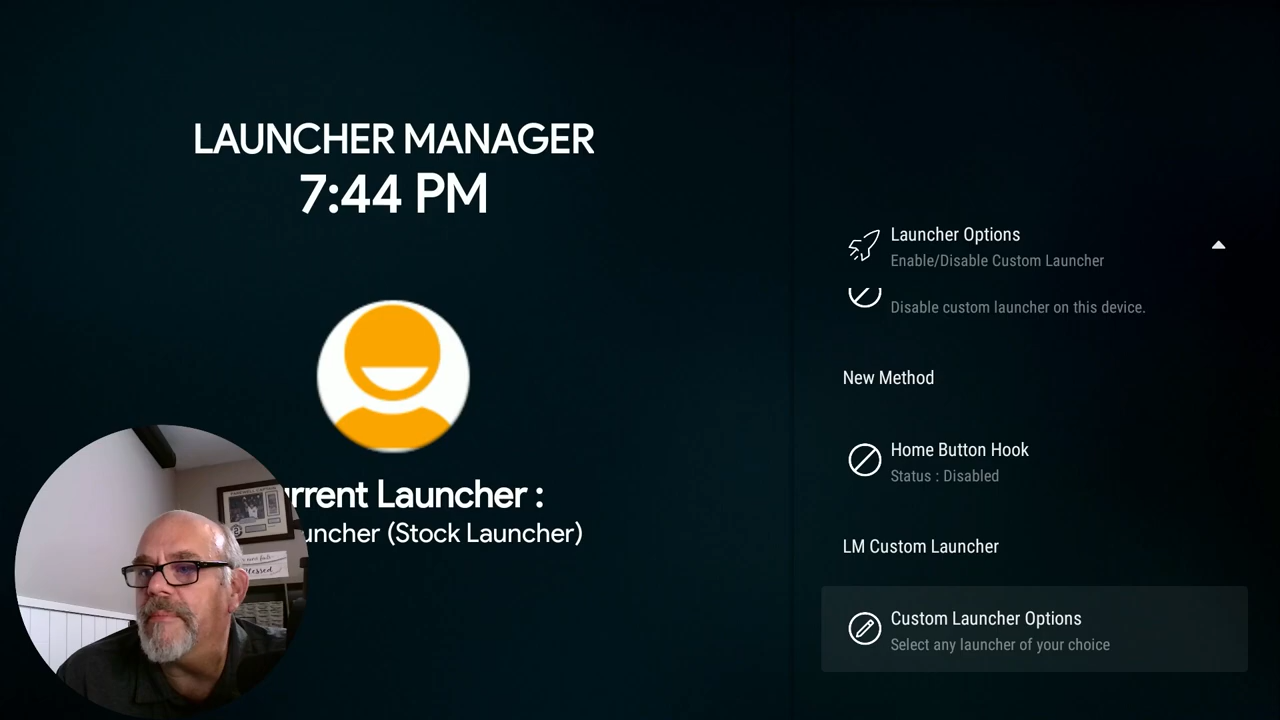 LAUNCHER MANAGER
7:44 PM
urrent Launcher :
uncher (Stock Launcher)
Launcher Options
Enable/Disable Custom Launcher
Disable custom launcher on this device.
New Method
Home Button Hook
Status : Disabled
LM Custom Launcher
Custom Launcher Options
Select any launcher of your choice
blessed